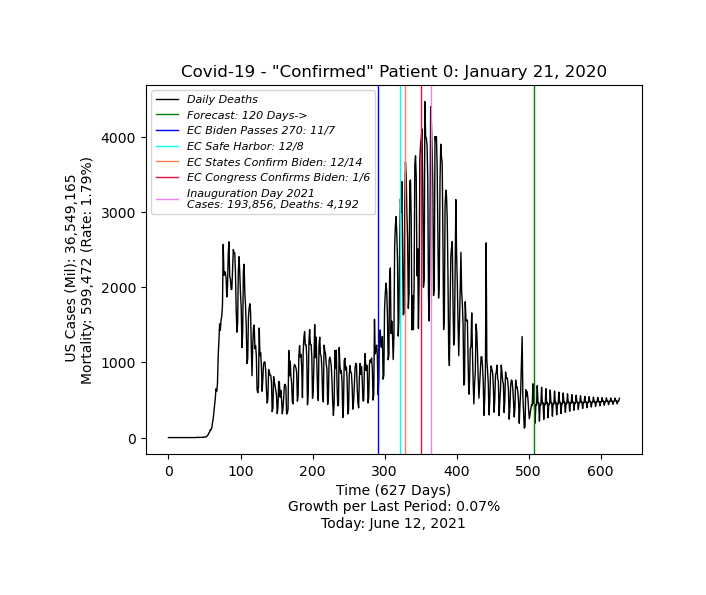 Covid-19 - "Confirmed" Patient 0: January 21, 2020
Daily Deaths
Forecast: 120 Days->
EC Biden Passes 270: 11/7
EC Safe Harbor: 12/8
EC States Confirm Biden: 12/14
EC Congress Confirms Biden: 1/6
Inauguration Day 2021
Cases: 193,856, Deaths: 4,192
US Cases (Mil): 36,549,165
Mortality: 599,472 (Rate: 1.79%)
4000
3000
2000
1000
0
0 100 200 300 400 500 600
Time (627 Days)
Growth per Last Period: 0.07%
Today: June 12, 2021